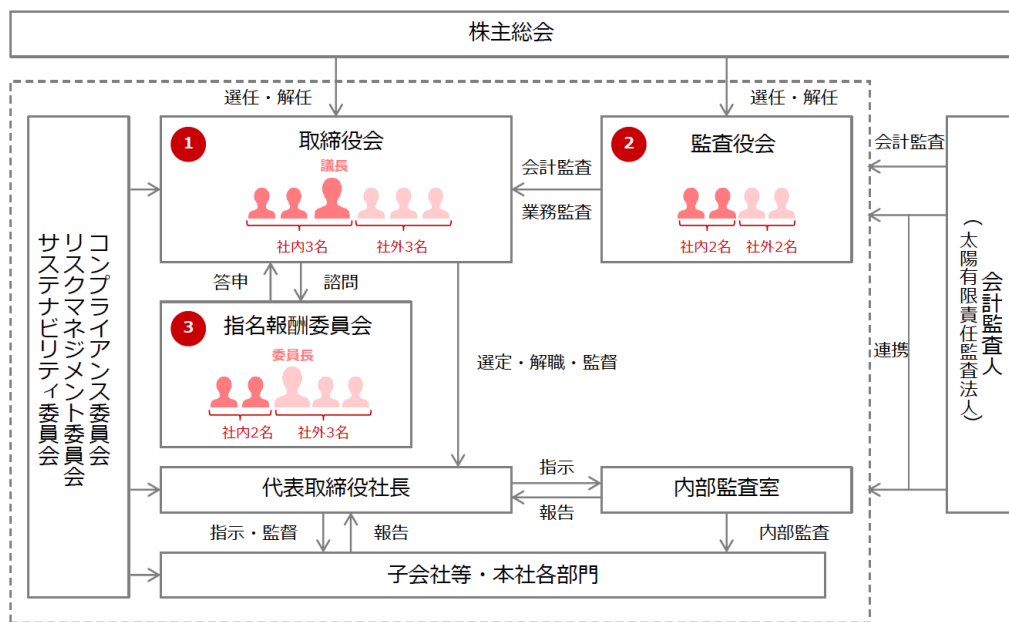 株主総会
選任・解任
選任・解任
1
取締役会
議長
社内3名
社外3名
会計監査
業務監査
2
監査役会
社内2名
社外2名
会計監査
答申
諮問
3
指名報酬委員会
委員長
社内2名
社外3名
選定・解職・監督
連携
コンプライアンス委員会
リスクマネジメント委員会
サステナビリティ委員会
会計監査人
（太陽有限責任監査法人）
代表取締役社長
指示
報告
内部監査室
指示・監督
報告
内部監査
子会社等・本社各部門